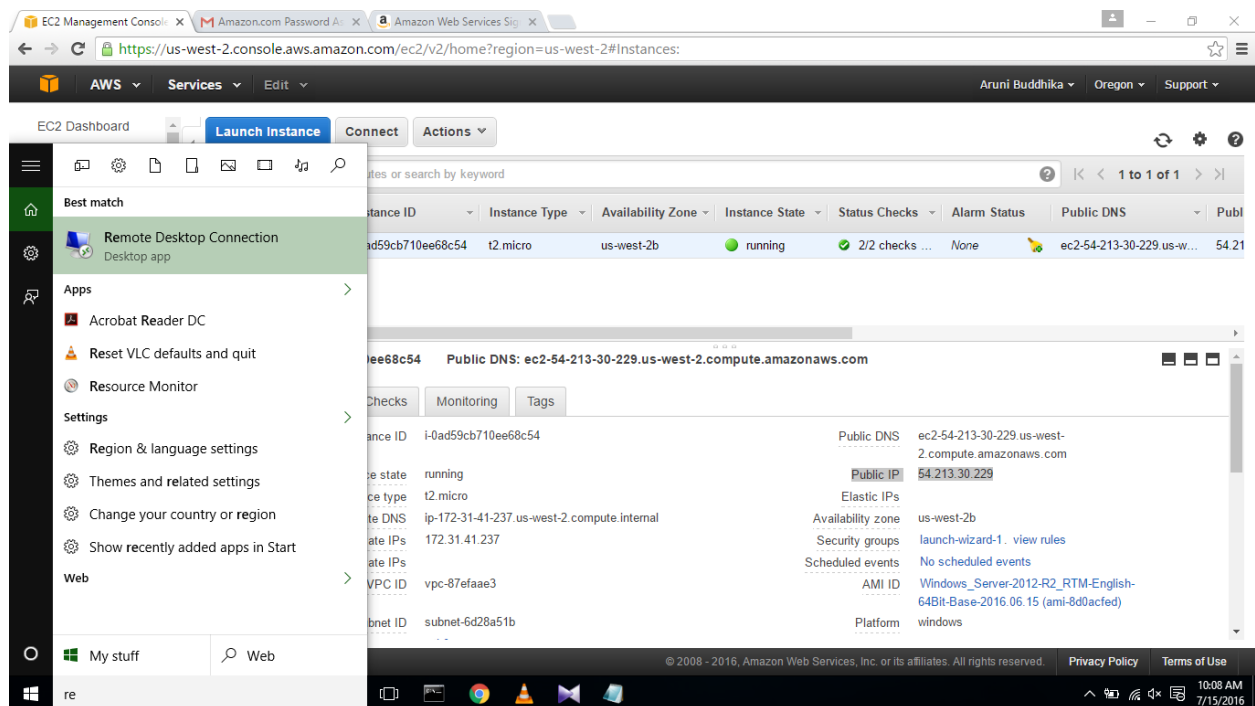 EC2 Management Console
Amazon.com Password A
Amazon Web Services Sig
https://us-west-2.console.aws.amazon.com/ec2/v2/home?region=us-west-2#Instances:
AWS Services Edit Aruni Buddhika Oregon Support
EC2 Dashboard
Launch Instance Connect Actions
utes or search by keyword 1 to 1 of 1
stance ID Instance Type Availability Zone Instance State Status Checks Alarm Status Public DNS Publ
ad59cb710ee68c54 t2.micro us-west-2b running 2/2 checks ... None ec2-54-213-30-229.us-w... 54.21
Best match
Remote Desktop Connection
Desktop app
Apps
Acrobat Reader DC
Reset VLC defaults and quit
Resource Monitor
Settings
Region & language settings
Themes and related settings
Change your country or region
Show recently added apps in Start
Web
My stuff Web
re
ee68c54 Public DNS: ec2-54-213-30-229.us-west-2.compute.amazonaws.com
Checks Monitoring Tags
ance ID i-0ad59cb710ee68c54
ce state running
ce type t2.micro
te DNS ip-172-31-41-237.us-west-2.compute.internal
ate IPs 172.31.41.237
ate IPs
VPC ID vpc-87efaae3
bnet ID subnet-6d28a51b
Public DNS ec2-54-213-30-229.us-west-
2.compute.amazonaws.com
Public IP 54.213.30.229
Elastic IPs
Availability zone us-west-2b
Security groups launch-wizard-1. view rules
Scheduled events No scheduled events
AMI ID Windows_Server-2012-R2_RTM-English-
64Bit-Base-2016.06.15 (ami-8d0acfed)
Platform windows
© 2008 - 2016, Amazon Web Services, Inc. or its affiliates. All rights reserved. Privacy Policy Terms of Use
10:08 AM
7/15/2016